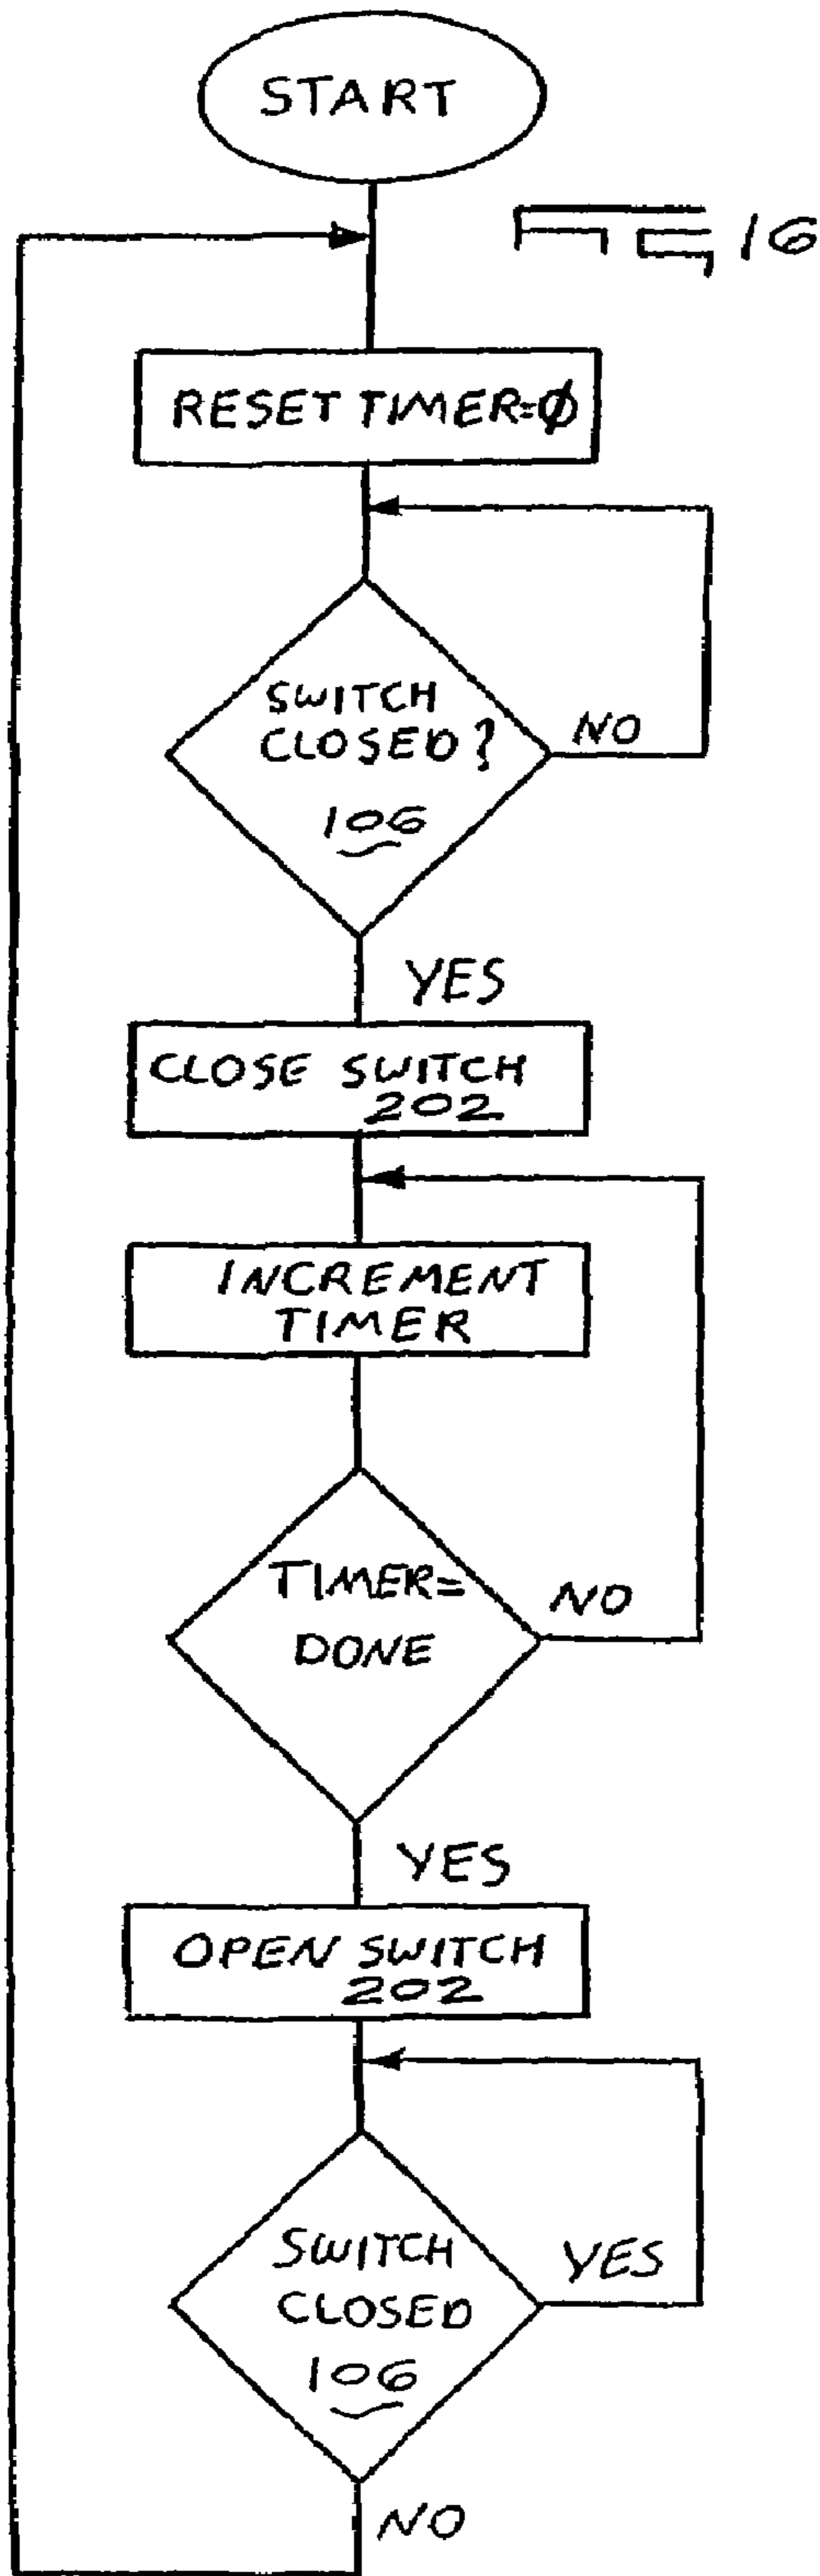 START
16
RESET TIMER=Ø
SWITCH
CLOSED?
106
NO
YES
CLOSE SWITCH
202
INCREMENT
TIMER
TIMER=
DONE
NO
YES
OPEN SWITCH
202
SWITCH
CLOSED
106
YES
NO